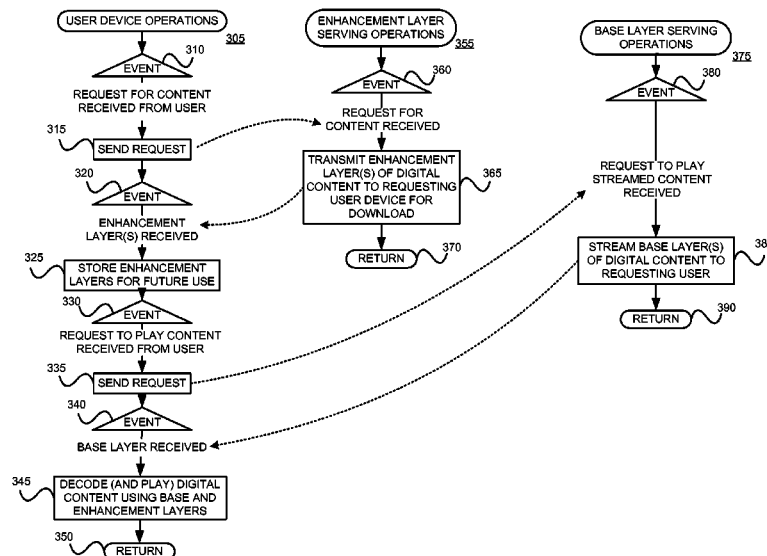 USER DEVICE OPERATIONS
305
310
EVENT
REQUEST FOR CONTENT
RECEIVED FROM USER
315
SEND REQUEST
320
EVENT
ENHANCEMENT
LAYER(S) RECEIVED
325
STORE ENHANCEMENT
LAYERS FOR FUTURE USE
330
EVENT
REQUEST TO PLAY CONTENT
RECEIVED FROM USER
335
SEND REQUEST
340
EVENT
BASE LAYER RECEIVED
345
DECODE (AND PLAY) DIGITAL
CONTENT USING BASE AND
ENHANCEMENT LAYERS
350
RETURN
ENHANCEMENT LAYER
SERVING OPERATIONS
355
360
EVENT
REQUEST FOR
CONTENT RECEIVED
TRANSMIT ENHANCEMENT
LAYER(S) OF DIGITAL
CONTENT TO REQUESTING
USER DEVICE FOR
DOWNLOAD
365
RETURN
370
BASE LAYER SERVING
OPERATIONS
375
380
EVENT
REQUEST TO PLAY
STREAMED CONTENT
RECEIVED
STREAM BASE LAYER(S)
OF DIGITAL CONTENT TO
REQUESTING USER
38
RETURN
390